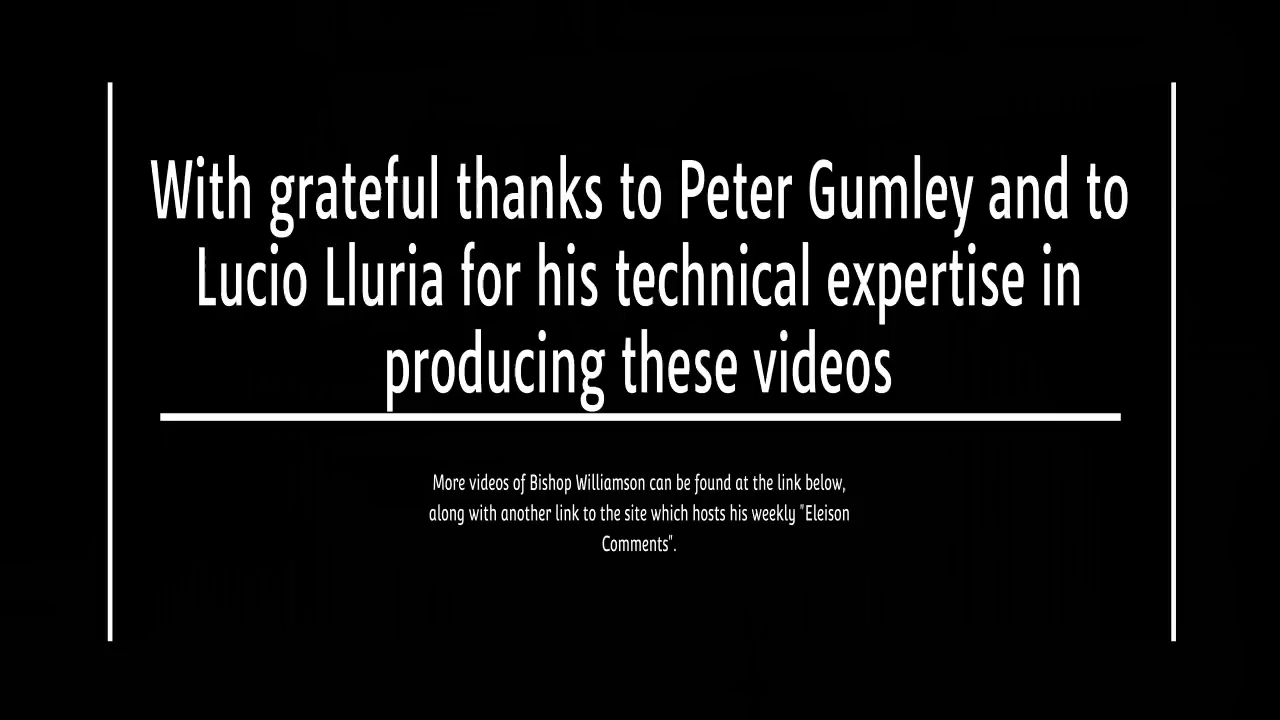 With grateful thanks to Peter Gumley and to
Lucio Lluria for his technical expertise in
producing these videos
More videos of Bishop Williamson can be found at the link below,
along with another link to the site which hosts his weekly "Eleison
Comments".